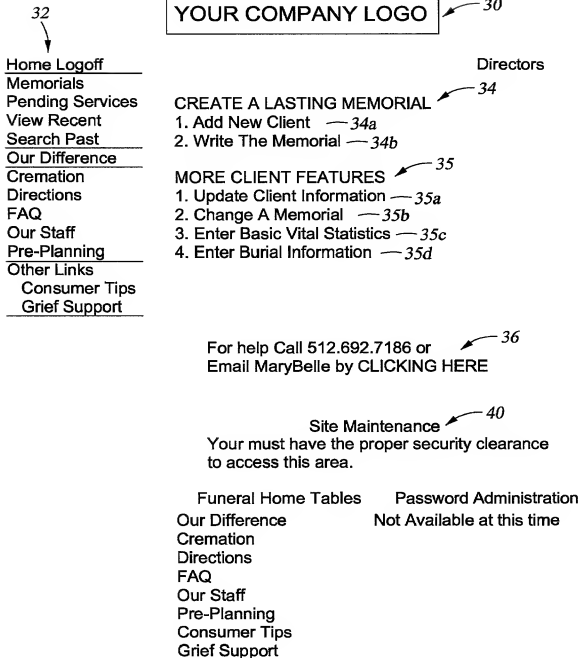 32
YOUR COMPANY LOGO
30
Home Logoff
Memorials
Pending Services
View Recent
Search Past
Our Difference
Cremation
Directions
FAQ
Our Staff
Pre-Planning
Other Links
Consumer Tips
Grief Support
Directors
34
CREATE A LASTING MEMORIAL
1. Add New Client 34a
2. Write The Memorial 34b
35
MORE CLIENT FEATURES
1. Update Client Information 35a
2. Change A Memorial 35b
3. Enter Basic Vital Statistics 35c
4. Enter Burial Information 35d
For help Call 512.692.7186 or 36
Email MaryBelle by CLICKING HERE
Site Maintenance 40
Your must have the proper security clearance
to access this area.
Funeral Home Tables Password Administration
Our Difference Not Available at this time
Cremation
Directions
FAQ
Our Staff
Pre-Planning
Consumer Tips
Grief Support